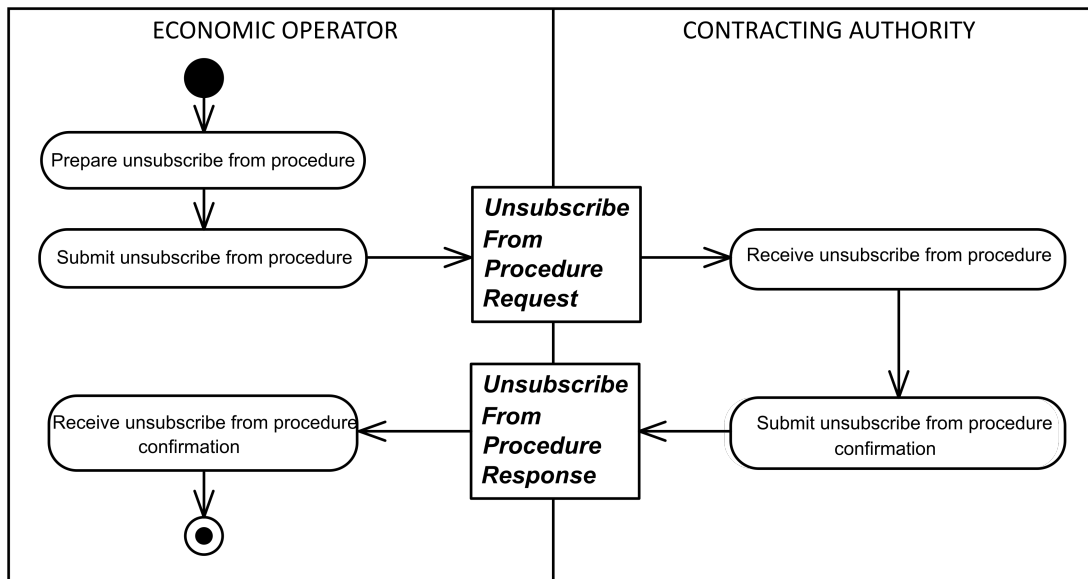 ECONOMIC OPERATOR
CONTRACTING AUTHORITY
Prepare unsubscribe from procedure
Submit unsubscribe from procedure
Unsubscribe
From
Procedure
Request
Receive unsubscribe from procedure
Submit unsubscribe from procedure
confirmation
Unsubscribe
From
Procedure
Response
Receive unsubscribe from procedure
confirmation